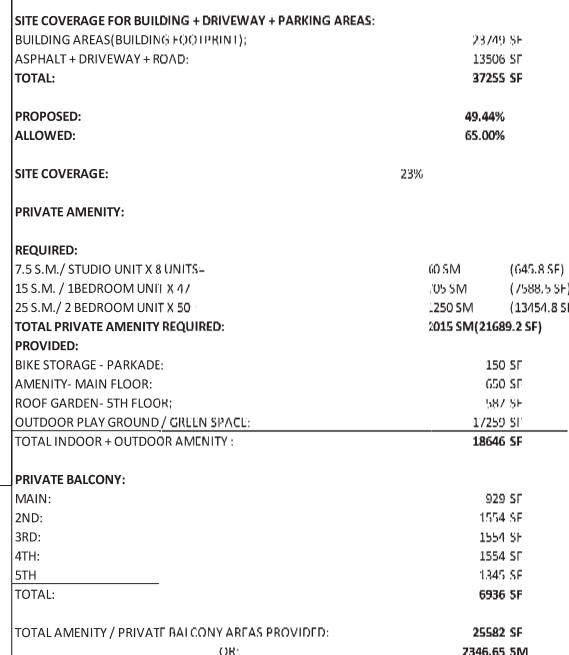 SITE COVERAGE FOR BUILDING + DRIVEWAY + PARKING AREAS:
BUILDING AREAS(BUILDING FOOTPRINT); 23749 SF
ASPHALT + DRIVEWAY + ROAD: 13506 SF
TOTAL: 37255 SF
PROPOSED: 49.44%
ALLOWED: 65.00%
SITE COVERAGE: 23%
PRIVATE AMENITY:
REQUIRED:
7.5 S.M./ STUDIO UNIT X 8 UNITS= 60 SM (645.8 SF)
15 S.M./ 1BEDROOM UNIT X 47 705 SM (7588.5 SF)
25 S.M./ 2 BEDROOM UNIT X 50 1250 SM (13454.8
TOTAL PRIVATE AMENITY REQUIRED: 2015 SM(21689.2 SF)
PROVIDED:
BIKE STORAGE - PARKADE: 150 SF
AMENITY- MAIN FLOOR: 650 SF
ROOF GARDEN- 5TH FLOOR; 587 SF
OUTDOOR PLAY GROUND / GREEN SPACE: 17259 SF
TOTAL INDOOR + OUTDOOR AMENITY : 18646 SF
PRIVATE BALCONY:
MAIN: 929 SF
2ND: 1554 SF
3RD: 1554 SF
4TH: 1554 SF
5TH 1345 SF
TOTAL: 6936 SF
TOTAL AMENITY / PRIVATE BALCONY AREAS PROVIDED: 25582 SF
OR: 2346.65 SM